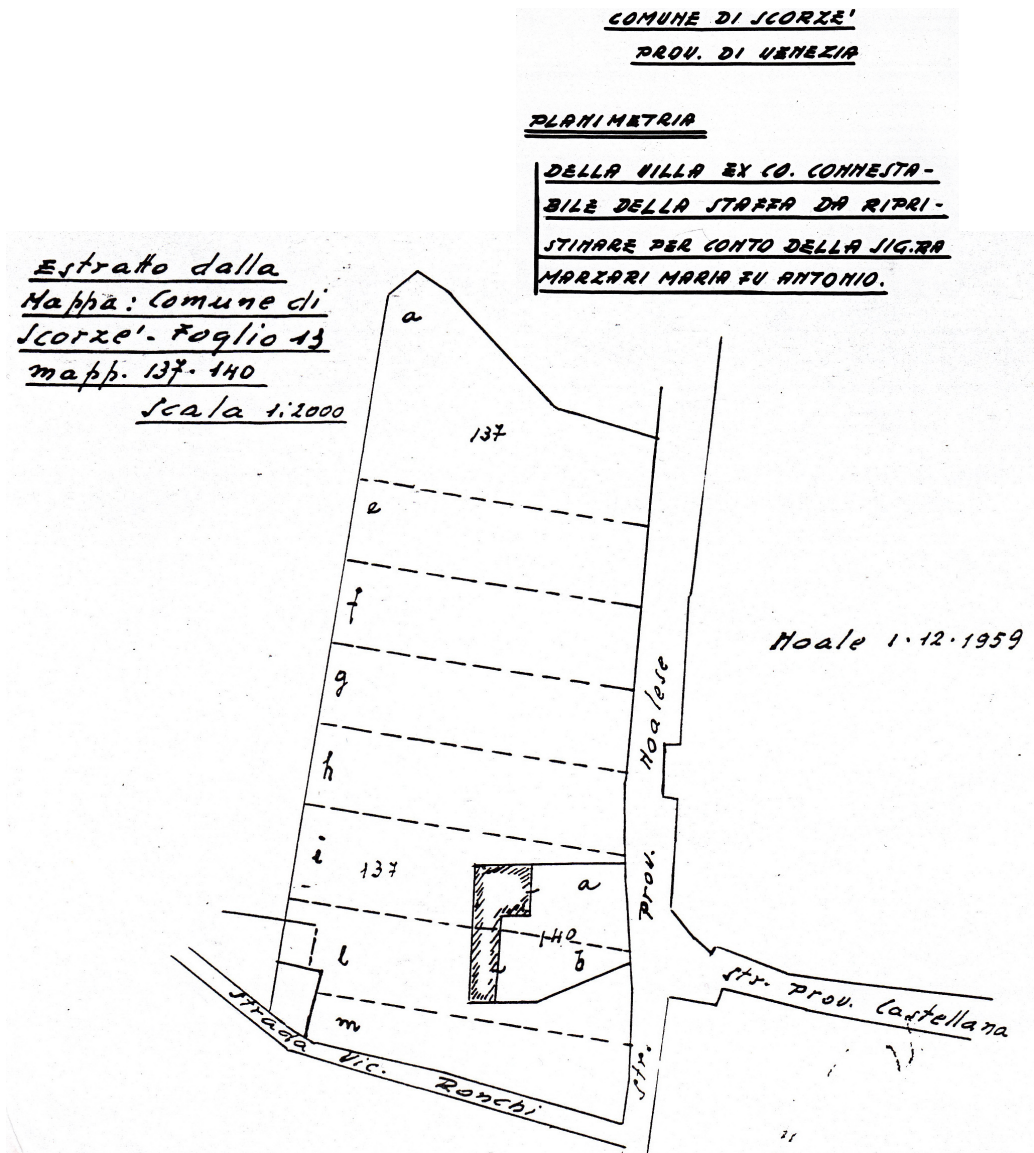 COMUNE DI SCORZE'
PROV. DI VENEZIA
PLANIMETRIA
DELLA VILLA EX CO. CONNESTA-
BILE DELLA STAFFA DA RIPRI-
STINARE PER CONTO DELLA SIG.RA
MARZARI MARIA FU ANTONIO.
Estratto dalla
Mappa: Comune di
Scorze' - Foglio 13
mapp. 137 - 140
Scala 1:2000
a
137
e
f
g
h
i
137
a
140
b
l
m
Moale 1·12·1959
str. Prov. Moalese
str. Prov. Castellana
Strada Vic. Ronchi